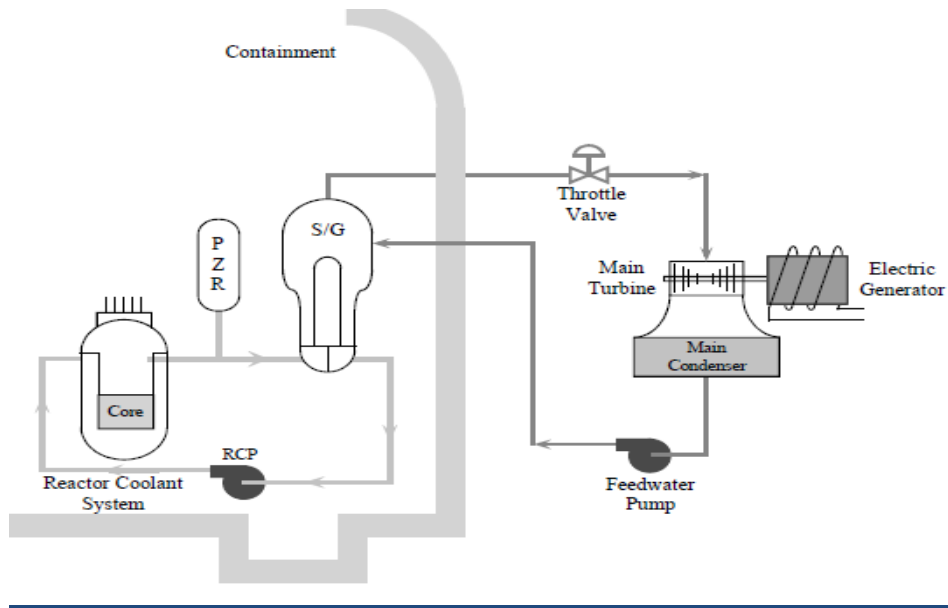 Containment
Throttle
Valve
S/G
P
Z
R
Main
Turbine
Electric
Generator
Main
Condenser
Core
RCP
Reactor Coolant
System
Feedwater
Pump